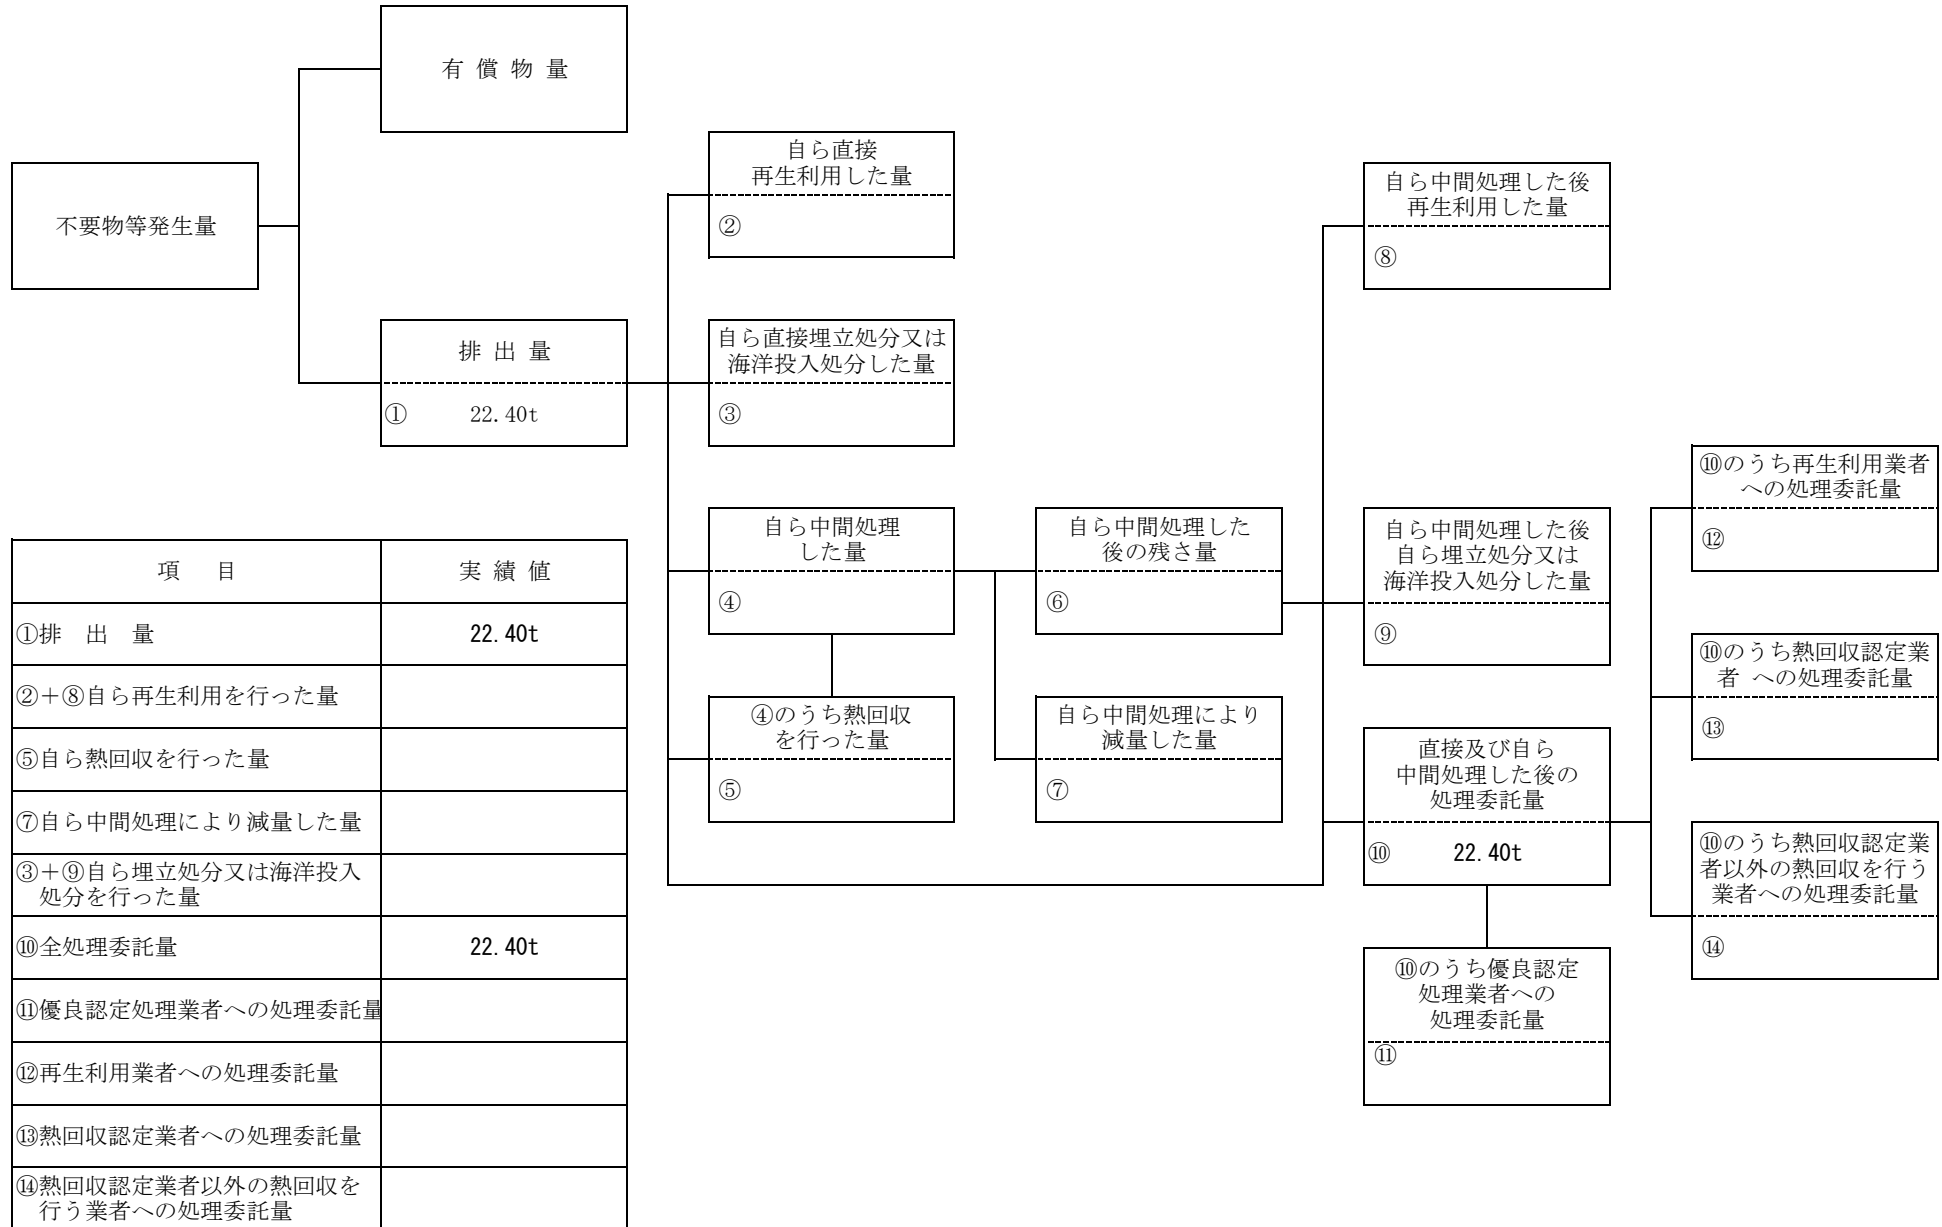 有 償 物 量
不要物等発生量
排 出 量
① 22.40t
自ら直接
再生利用した量
②
自ら直接埋立処分又は
海洋投入処分した量
③
自ら中間処理
した量
④
④のうち熱回収
を行った量
⑤
自ら中間処理した
後の残さ量
⑥
自ら中間処理により
減量した量
⑦
自ら中間処理した後
再生利用した量
⑧
自ら中間処理した後
自ら埋立処分又は
海洋投入処分した量
⑨
直接及び自ら
中間処理した後の
処理委託量
⑩ 22.40t
⑩のうち優良認定
処理業者への
処理委託量
⑪
⑩のうち再生利用業者
への処理委託量
⑫
⑩のうち熱回収認定業
者 への処理委託量
⑬
⑩のうち熱回収認定業
者以外の熱回収を行う
業者への処理委託量
⑭
項 目 実 績 値
①排 出 量 22.40t
②+⑧自ら再生利用を行った量
⑤自ら熱回収を行った量
⑦自ら中間処理により減量した量
③+⑨自ら埋立処分又は海洋投入
処分を行った量
⑩全処理委託量 22.40t
⑪優良認定処理業者への処理委託量
⑫再生利用業者への処理委託量
⑬熱回収認定業者への処理委託量
⑭熱回収認定業者以外の熱回収を
行う業者への処理委託量